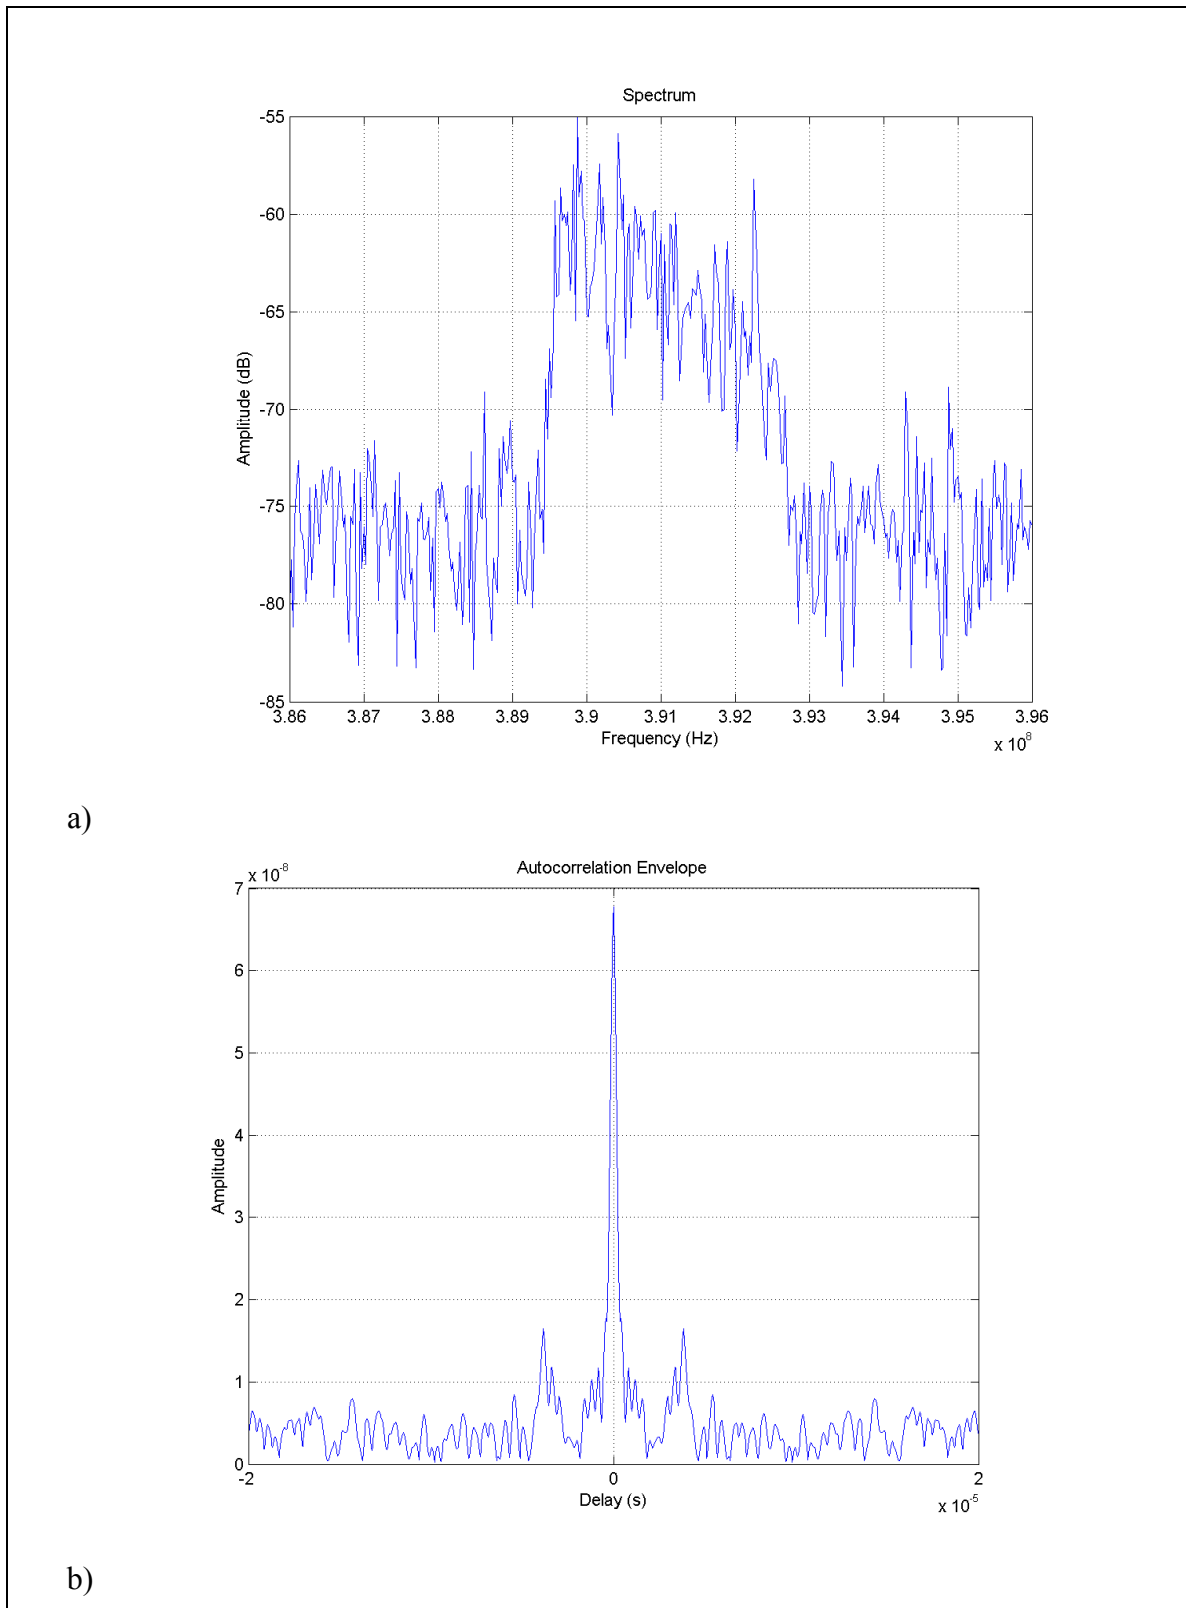 Spectrum
-55
-60
-65
-70
-75
-80
-85
Amplitude (dB)
3.86 3.87 3.88 3.89 3.9 3.91 3.92 3.93 3.94 3.95 3.96
Frequency (Hz)
x 10^8
a)
Autocorrelation Envelope
x 10^-8
7
6
5
4
3
2
1
0
Amplitude
-2 0 2
Delay (s)
x 10^-5
b)